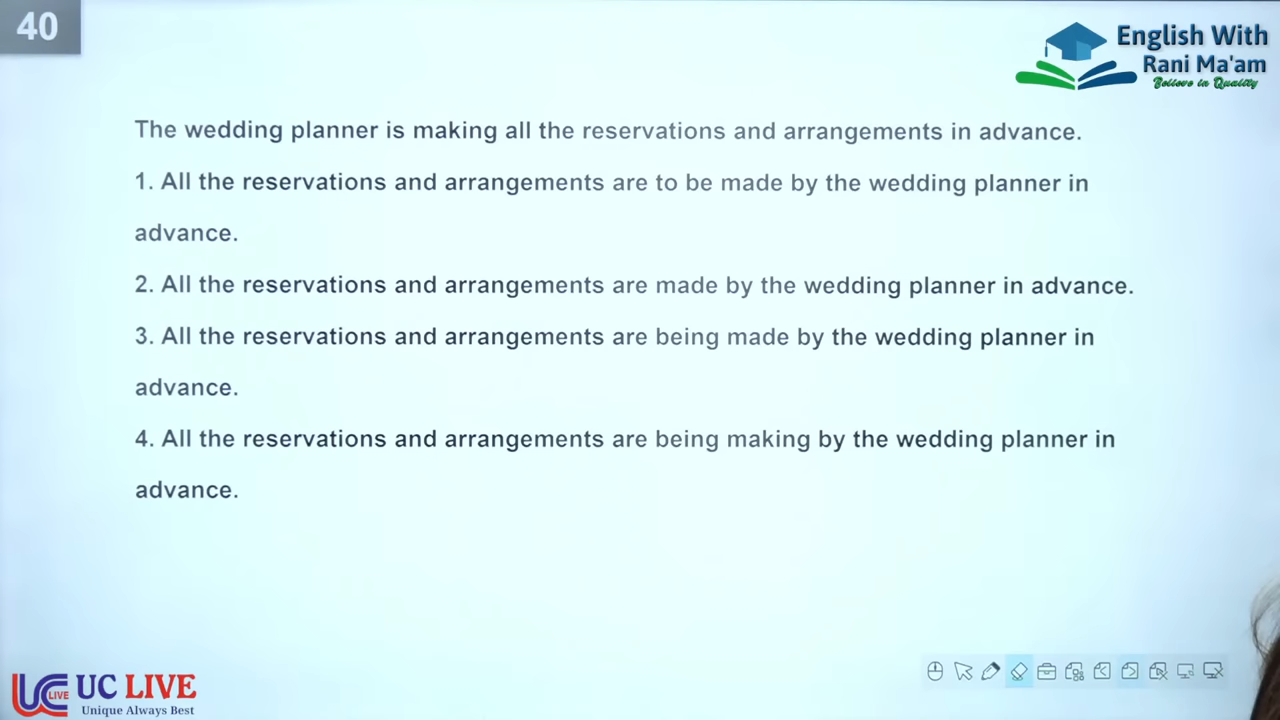 40
English With
Rani Ma'am
Believe in Quality
The wedding planner is making all the reservations and arrangements in advance.
1. All the reservations and arrangements are to be made by the wedding planner in
advance.
2. All the reservations and arrangements are made by the wedding planner in advance.
3. All the reservations and arrangements are being made by the wedding planner in
advance.
4. All the reservations and arrangements are being making by the wedding planner in
advance.
UC LIVE
LIVE
Unique Always Best